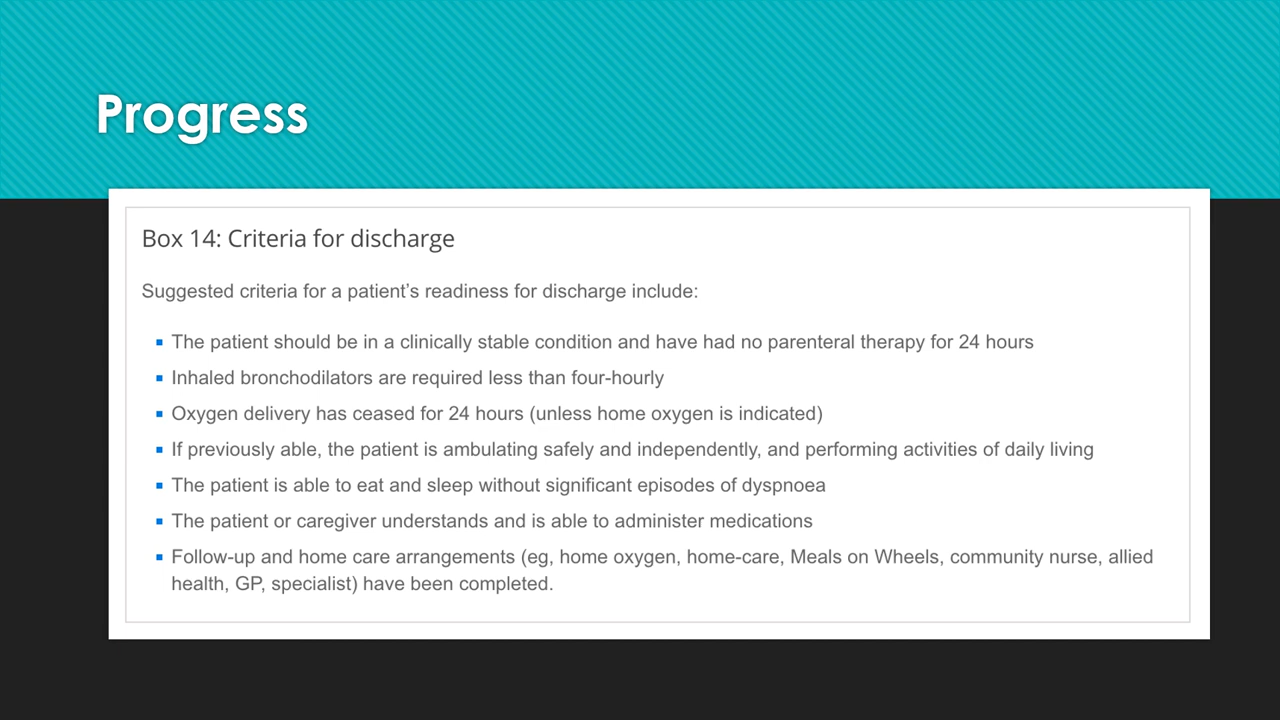 Progress
Box 14: Criteria for discharge
Suggested criteria for a patient’s readiness for discharge include:
▪ The patient should be in a clinically stable condition and have had no parenteral therapy for 24 hours
▪ Inhaled bronchodilators are required less than four-hourly
▪ Oxygen delivery has ceased for 24 hours (unless home oxygen is indicated)
▪ If previously able, the patient is ambulating safely and independently, and performing activities of daily living
▪ The patient is able to eat and sleep without significant episodes of dyspnoea
▪ The patient or caregiver understands and is able to administer medications
▪ Follow-up and home care arrangements (eg, home oxygen, home-care, Meals on Wheels, community nurse, allied
health, GP, specialist) have been completed.